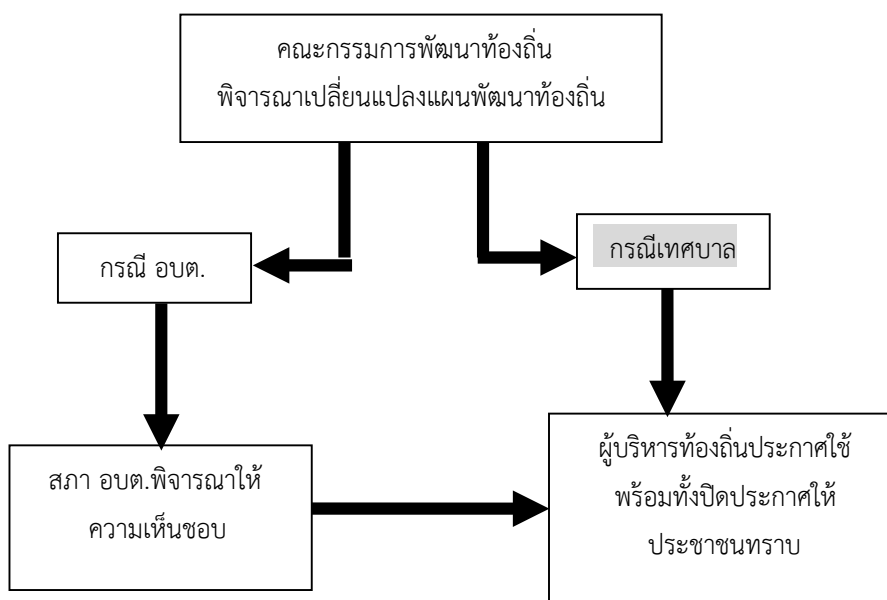 คณะกรรมการพัฒนาท้องถิ่น
พิจารณาเปลี่ยนแปลงแผนพัฒนาท้องถิ่น
กรณี อบต.
กรณีเทศบาล
สภา อบต.พิจารณาให้
ความเห็นชอบ
ผู้บริหารท้องถิ่นประกาศใช้
พร้อมทั้งปิดประกาศให้
ประชาชนทราบ